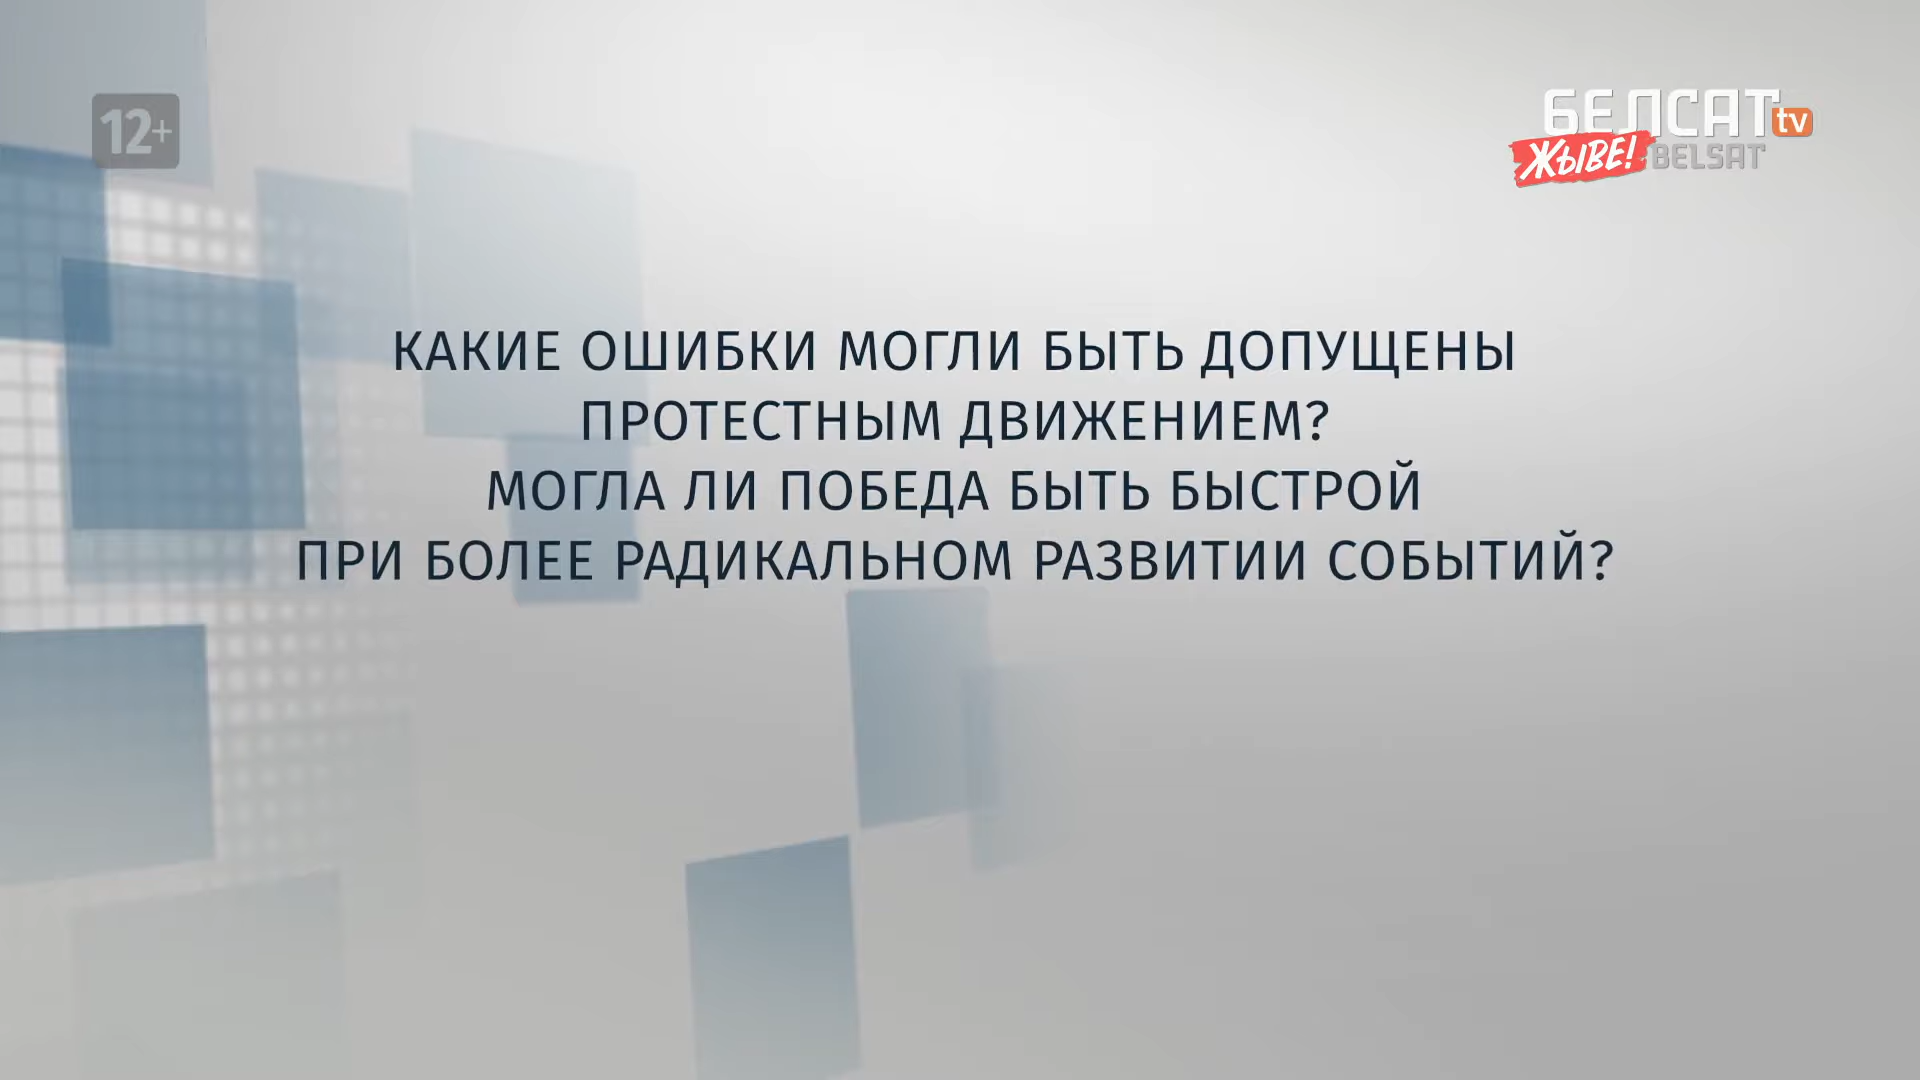 12+
БЕЛСАТ tv
ЖЫВЕ! BELSAT
КАКИЕ ОШИБКИ МОГЛИ БЫТЬ ДОПУЩЕНЫ
ПРОТЕСТНЫМ ДВИЖЕНИЕМ?
МОГЛА ЛИ ПОБЕДА БЫТЬ БЫСТРОЙ
ПРИ БОЛЕЕ РАДИКАЛЬНОМ РАЗВИТИИ СОБЫТИЙ?